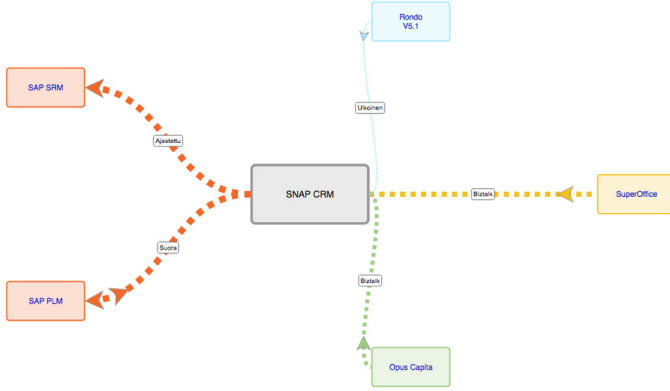 Rondo
V5.1
SAP SRM
Ulkoinen
Ajastettu
SNAP CRM
Biztalk
SuperOffice
Suora
Biztalk
SAP PLM
Opus Capita